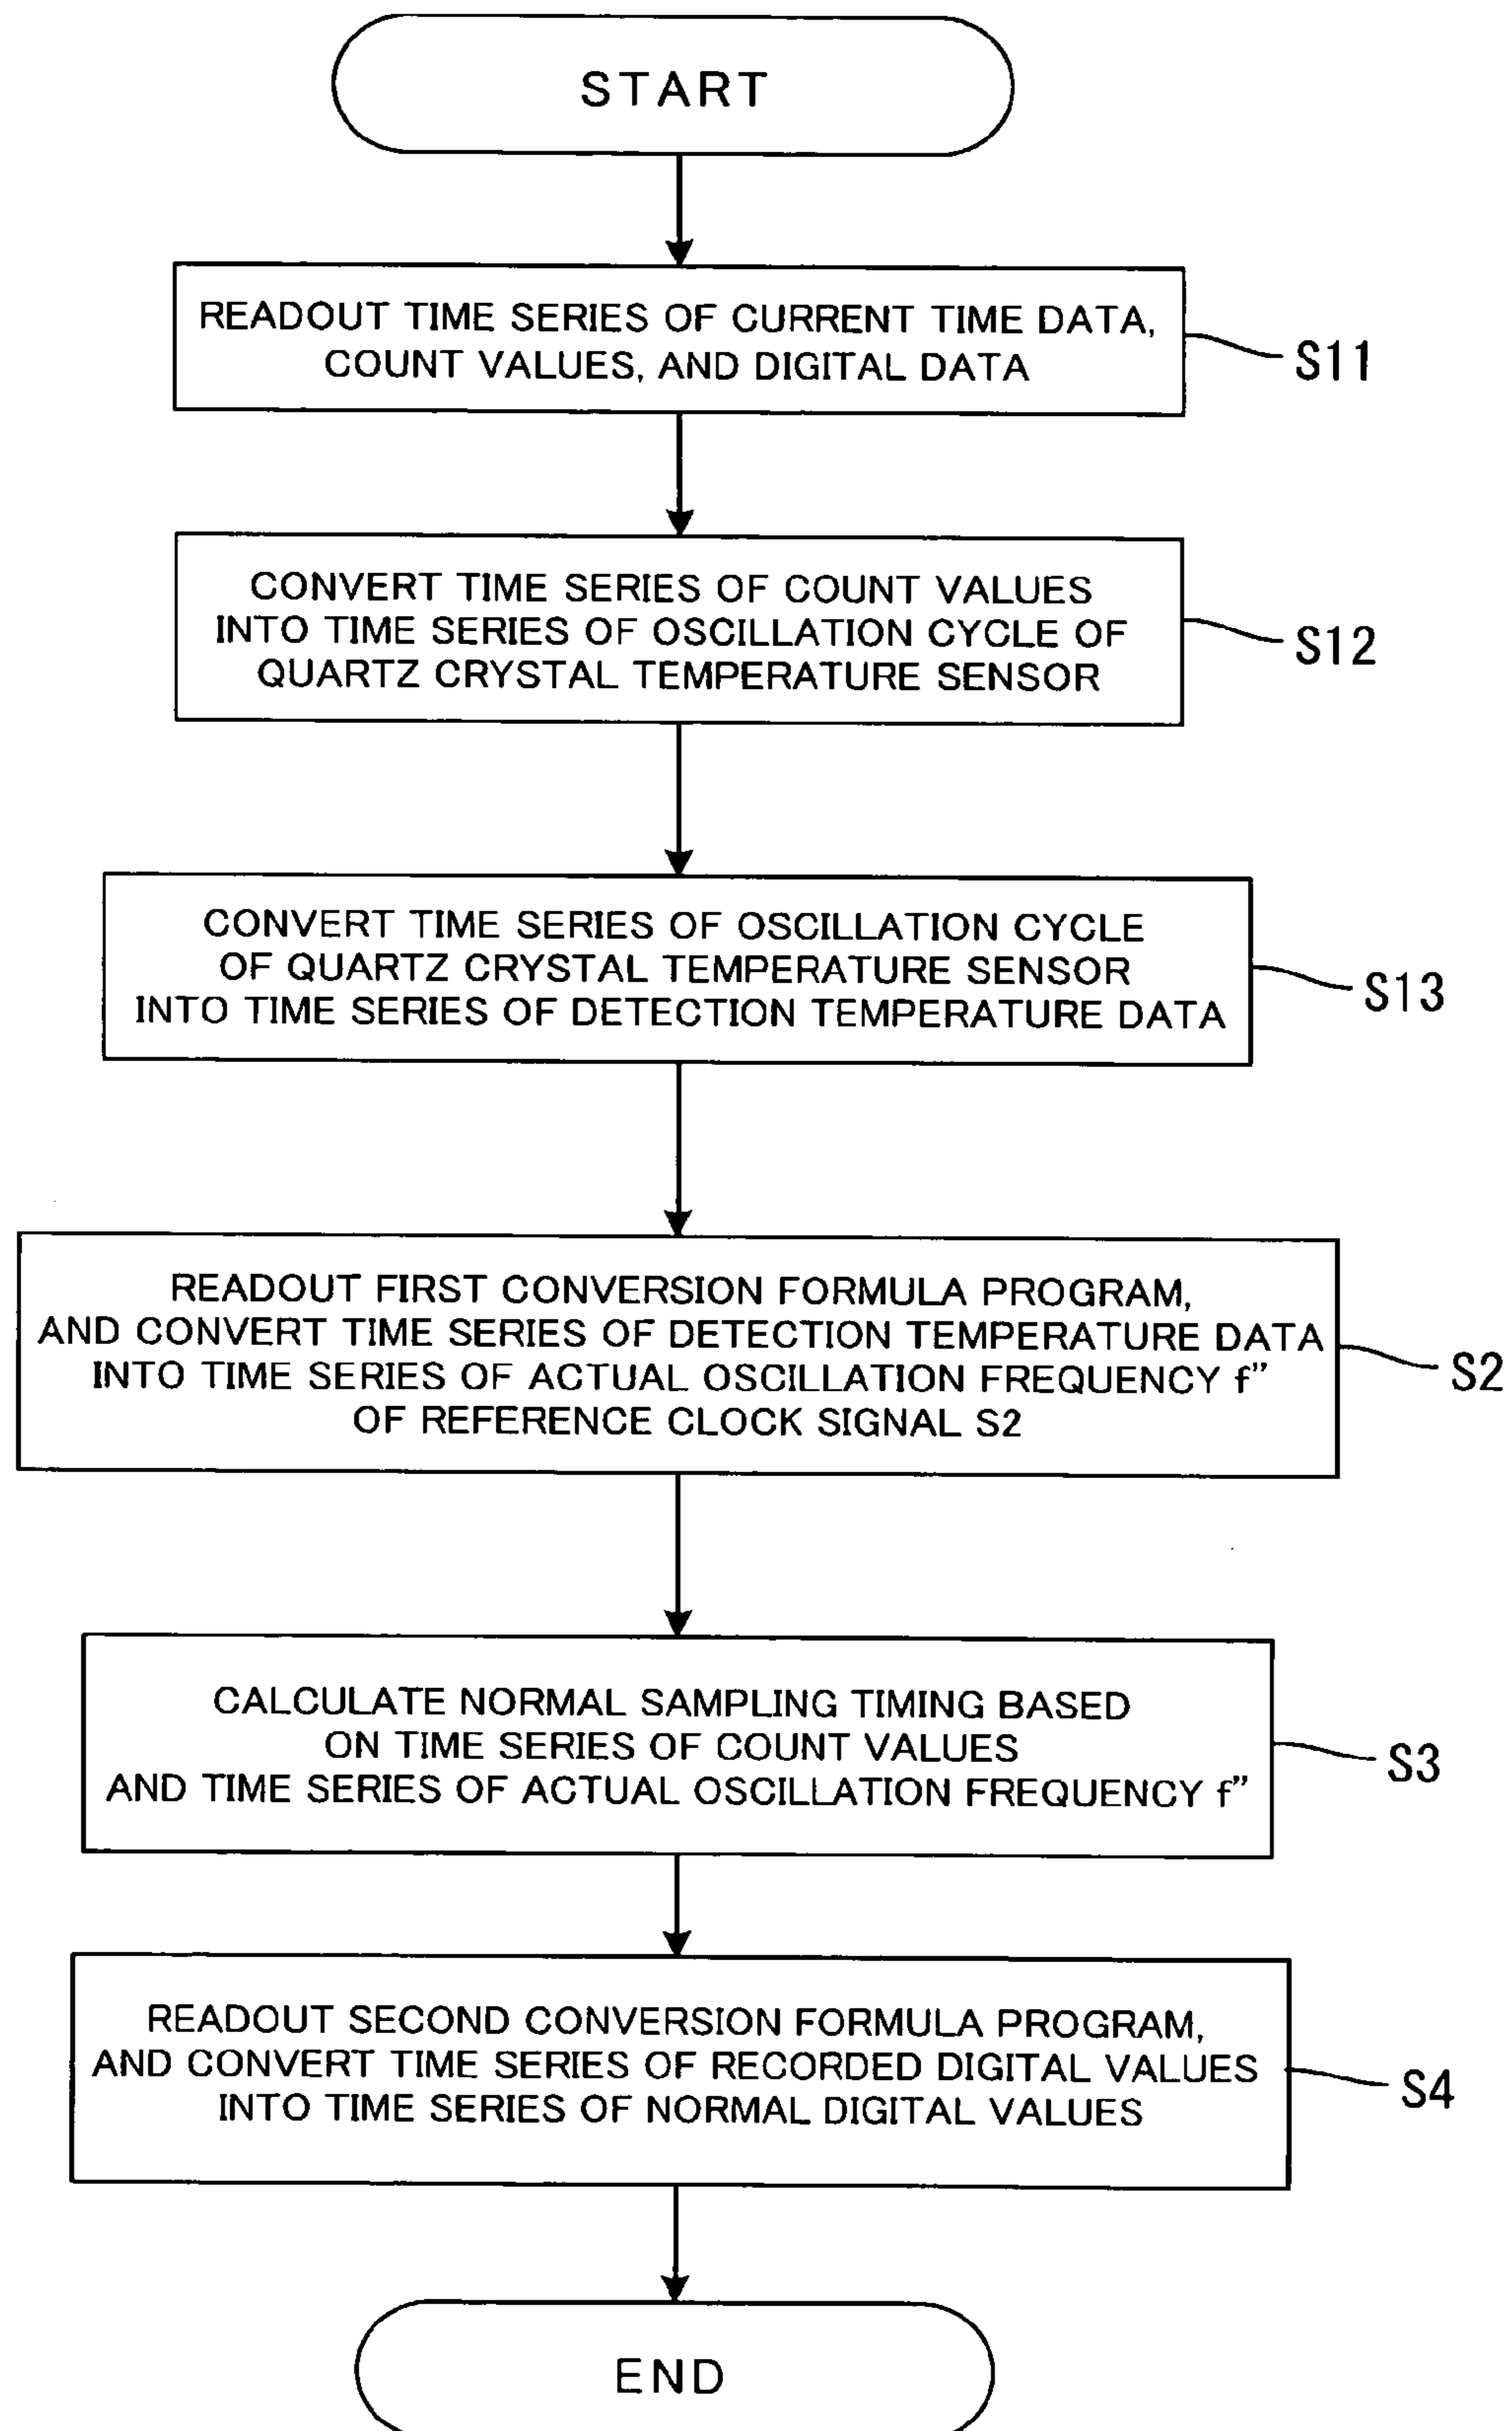 START
READOUT TIME SERIES OF CURRENT TIME DATA,
COUNT VALUES, AND DIGITAL DATA
S11
CONVERT TIME SERIES OF COUNT VALUES
INTO TIME SERIES OF OSCILLATION CYCLE OF
QUARTZ CRYSTAL TEMPERATURE SENSOR
S12
CONVERT TIME SERIES OF OSCILLATION CYCLE
OF QUARTZ CRYSTAL TEMPERATURE SENSOR
INTO TIME SERIES OF DETECTION TEMPERATURE DATA
S13
READOUT FIRST CONVERSION FORMULA PROGRAM,
AND CONVERT TIME SERIES OF DETECTION TEMPERATURE DATA
INTO TIME SERIES OF ACTUAL OSCILLATION FREQUENCY f”
OF REFERENCE CLOCK SIGNAL S2
S2
CALCULATE NORMAL SAMPLING TIMING BASED
ON TIME SERIES OF COUNT VALUES
AND TIME SERIES OF ACTUAL OSCILLATION FREQUENCY f”
S3
READOUT SECOND CONVERSION FORMULA PROGRAM,
AND CONVERT TIME SERIES OF RECORDED DIGITAL VALUES
INTO TIME SERIES OF NORMAL DIGITAL VALUES
S4
END